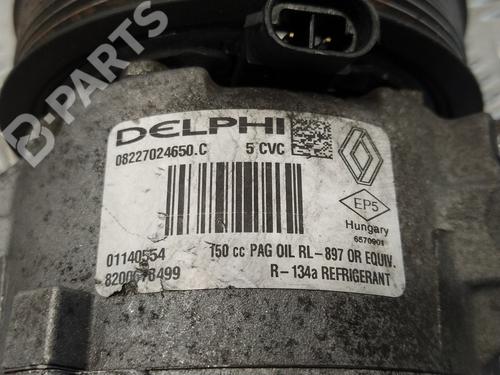 B-PARTS
DELPHI
08227024650.C 5 CVC
EP5
Hungary
6570901
01140554 150 cc PAG OIL RL-897 OR EQUIV.
8200678499 R-134a REFRIGERANT